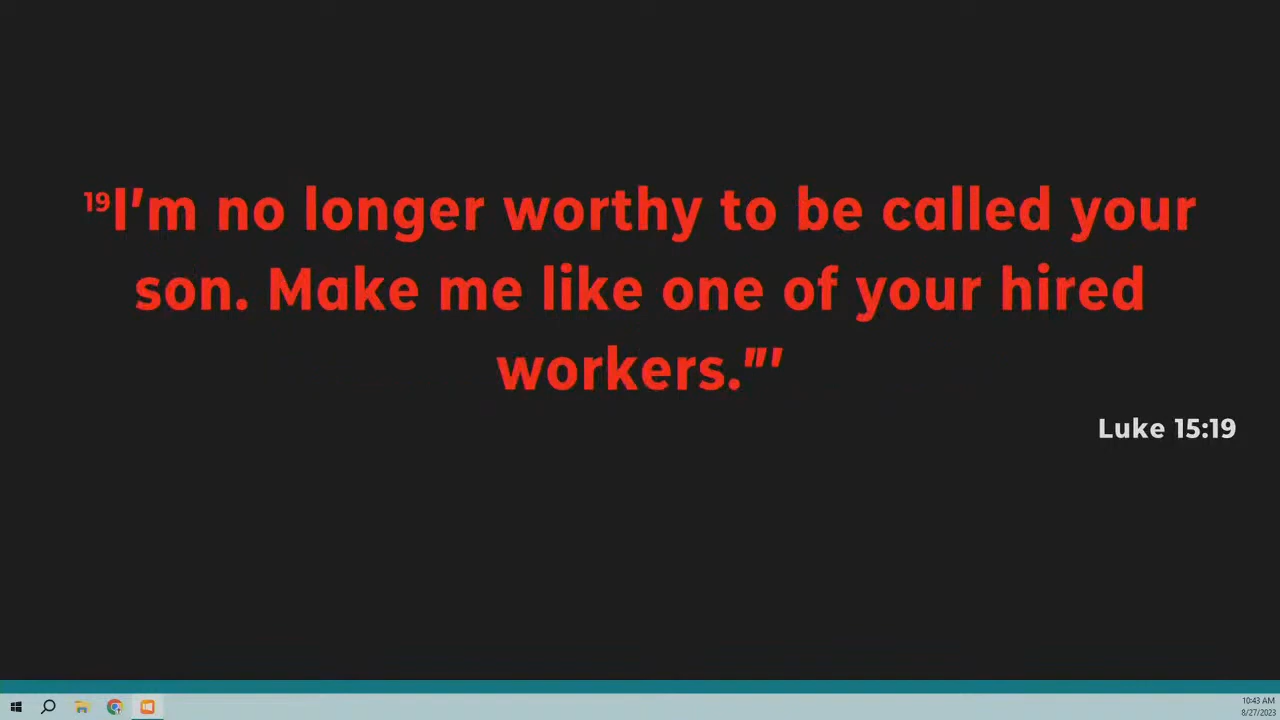 ¹⁹I'm no longer worthy to be called your
son. Make me like one of your hired
workers."'
Luke 15:19
10:43 AM
8/27/2023